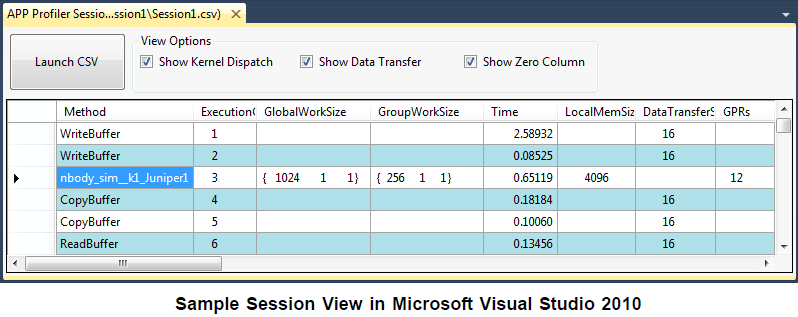 APP Profiler Sessio...ssion1\Session1.csv)
Launch CSV
View Options
Show Kernel Dispatch Show Data Transfer Show Zero Column
Method ExecutionO GlobalWorkSize GroupWorkSize Time LocalMemSiz DataTransferS GPRs
WriteBuffer 1 2.58932 16
WriteBuffer 2 0.08525 16
nbody_sim__k1_Juniper1 3 { 1024 1 1} { 256 1 1} 0.65119 4096 12
CopyBuffer 4 0.18184 16
CopyBuffer 5 0.10060 16
ReadBuffer 6 0.13456 16
Sample Session View in Microsoft Visual Studio 2010